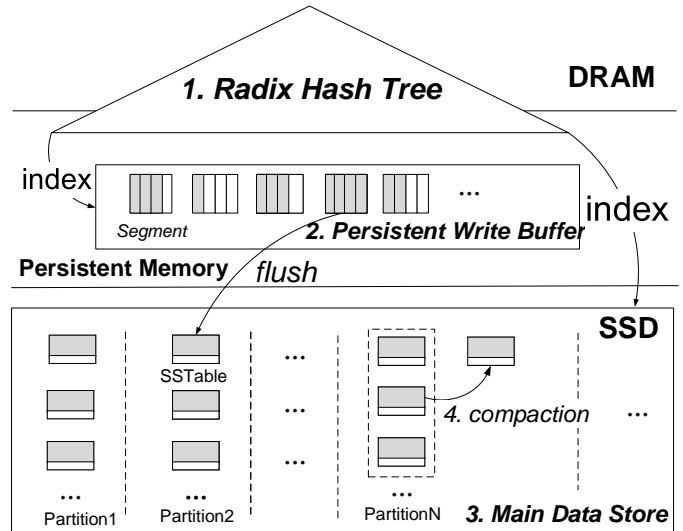 1. Radix Hash Tree
DRAM
index
index
...
Segment
2. Persistent Write Buffer
Persistent Memory
flush
SSD
SSTable
...
4. compaction
...
...
...
...
...
...
...
Partition1
Partition2
PartitionN
3. Main Data Store